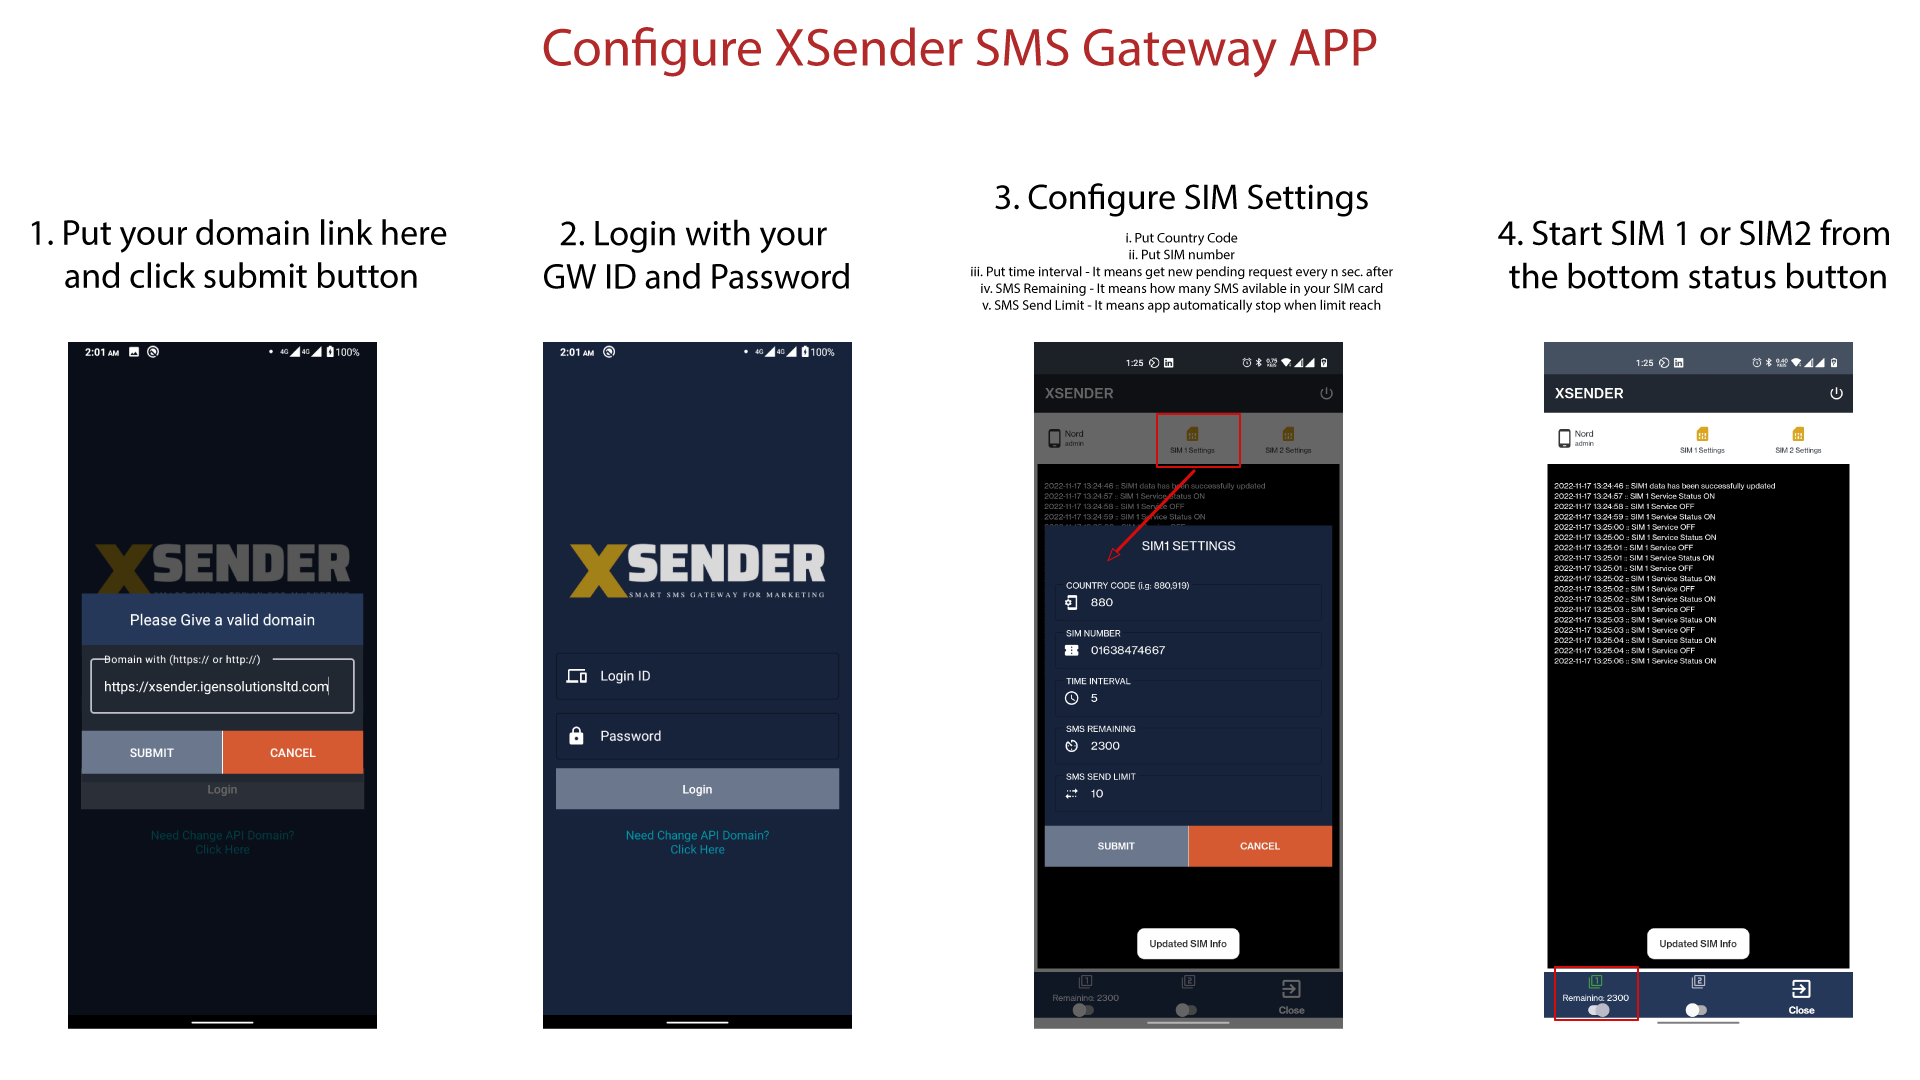 Configure XSender SMS Gateway APP
1. Put your domain link here
and click submit button
2:01 AM
4G 4G 100%
XSENDER
Please Give a valid domain
Domain with (https:// or http://)
https://xsender.igensolutionsltd.com
SUBMIT
CANCEL
Login
Need Change API Domain?
Click Here
2. Login with your
GW ID and Password
2:01 AM
4G 4G 100%
XSENDER
SMART SMS GATEWAY FOR MARKETING
Login ID
Password
Login
Need Change API Domain?
Click Here
3. Configure SIM Settings
i. Put Country Code
ii. Put SIM number
iii. Put time interval - It means get new pending request every n sec. after
iv. SMS Remaining - It means how many SMS avilable in your SIM card
v. SMS Send Limit - It means app automatically stop when limit reach
1:25
XSENDER
Nord
admin
SIM 1 Settings
SIM 2 Settings
2022-11-17 13:24:46 :: SIM1 data has been successfully updated
2022-11-17 13:24:57 :: SIM 1 Service Status ON
2022-11-17 13:24:58 :: SIM 1 Service OFF
2022-11-17 13:24:59 :: SIM 1 Service Status ON
SIM1 SETTINGS
COUNTRY CODE (i.g: 880,919)
880
SIM NUMBER
01638474667
TIME INTERVAL
5
SMS REMAINING
2300
SMS SEND LIMIT
10
SUBMIT
CANCEL
Updated SIM Info
1
2
Remaining: 2300
Close
4. Start SIM 1 or SIM2 from
the bottom status button
1:25
XSENDER
Nord
admin
SIM 1 Settings
SIM 2 Settings
2022-11-17 13:24:46 :: SIM1 data has been successfully updated
2022-11-17 13:24:57 :: SIM 1 Service Status ON
2022-11-17 13:24:58 :: SIM 1 Service OFF
2022-11-17 13:24:59 :: SIM 1 Service Status ON
2022-11-17 13:25:00 :: SIM 1 Service OFF
2022-11-17 13:25:00 :: SIM 1 Service Status ON
2022-11-17 13:25:01 :: SIM 1 Service OFF
2022-11-17 13:25:01 :: SIM 1 Service Status ON
2022-11-17 13:25:01 :: SIM 1 Service OFF
2022-11-17 13:25:02 :: SIM 1 Service Status ON
2022-11-17 13:25:02 :: SIM 1 Service OFF
2022-11-17 13:25:02 :: SIM 1 Service Status ON
2022-11-17 13:25:03 :: SIM 1 Service OFF
2022-11-17 13:25:03 :: SIM 1 Service Status ON
2022-11-17 13:25:03 :: SIM 1 Service OFF
2022-11-17 13:25:04 :: SIM 1 Service Status ON
2022-11-17 13:25:04 :: SIM 1 Service OFF
2022-11-17 13:25:06 :: SIM 1 Service Status ON
Updated SIM Info
1
2
Remaining: 2300
Close